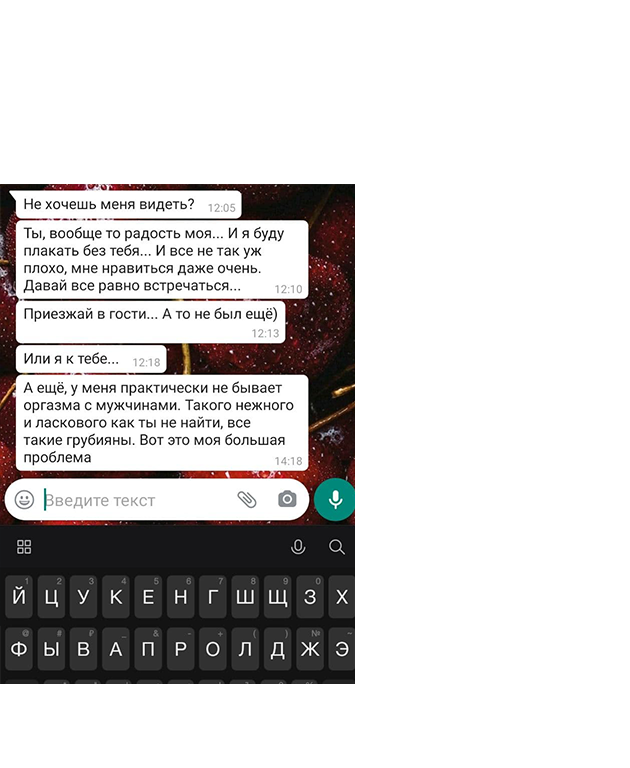 Не хочешь меня видеть? 12:05
Ты, вообще то радость моя... И я буду
плакать без тебя... И все не так уж
плохо, мне нравиться даже очень.
Давай все равно встречаться... 12:10
Приезжай в гости... А то не был ещё)
12:13
Или я к тебе... 12:18
А ещё, у меня практически не бывает
оргазма с мужчинами. Такого нежного
и ласкового как ты не найти, все
такие грубияны. Вот это моя большая
проблема 14:18
Введите текст
1 2 3 4 5 6 7 8 9 0
Й Ц У К Е Н Г Ш Щ З Х
@ # ₽ _ & - + ( ) № ~
Ф Ы В А П Р О Л Д Ж Э